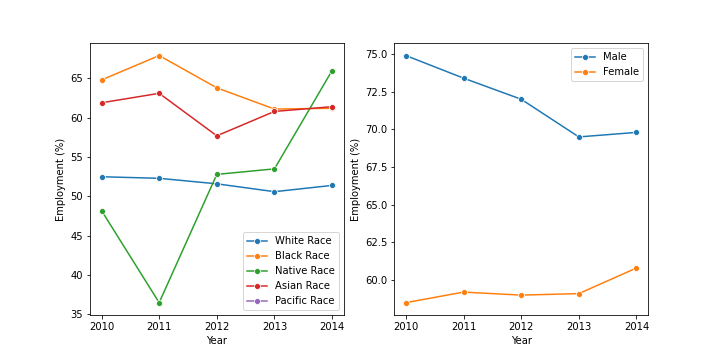 Employment (%)
65
60
55
50
45
40
35
2010 2011 2012 2013 2014
Year
White Race
Black Race
Native Race
Asian Race
Pacific Race
Employment (%)
75.0
72.5
70.0
67.5
65.0
62.5
60.0
2010 2011 2012 2013 2014
Year
Male
Female